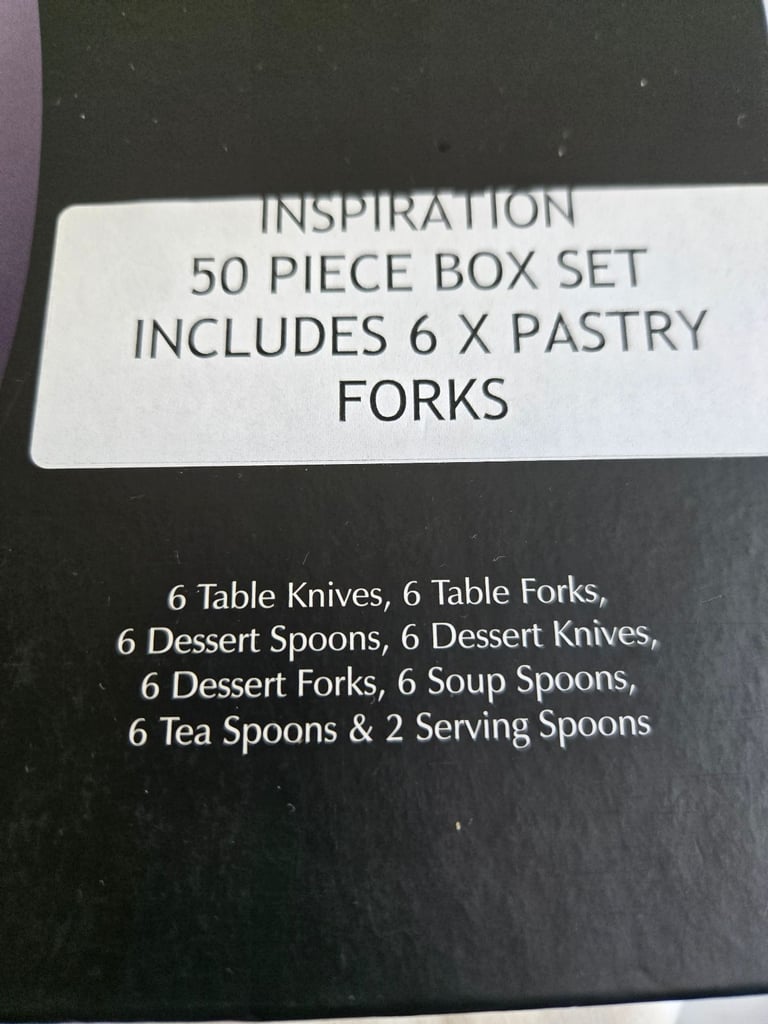 INSPIRATION
50 PIECE BOX SET
INCLUDES 6 X PASTRY
FORKS
6 Table Knives, 6 Table Forks,
6 Dessert Spoons, 6 Dessert Knives,
6 Dessert Forks, 6 Soup Spoons,
6 Tea Spoons & 2 Serving Spoons